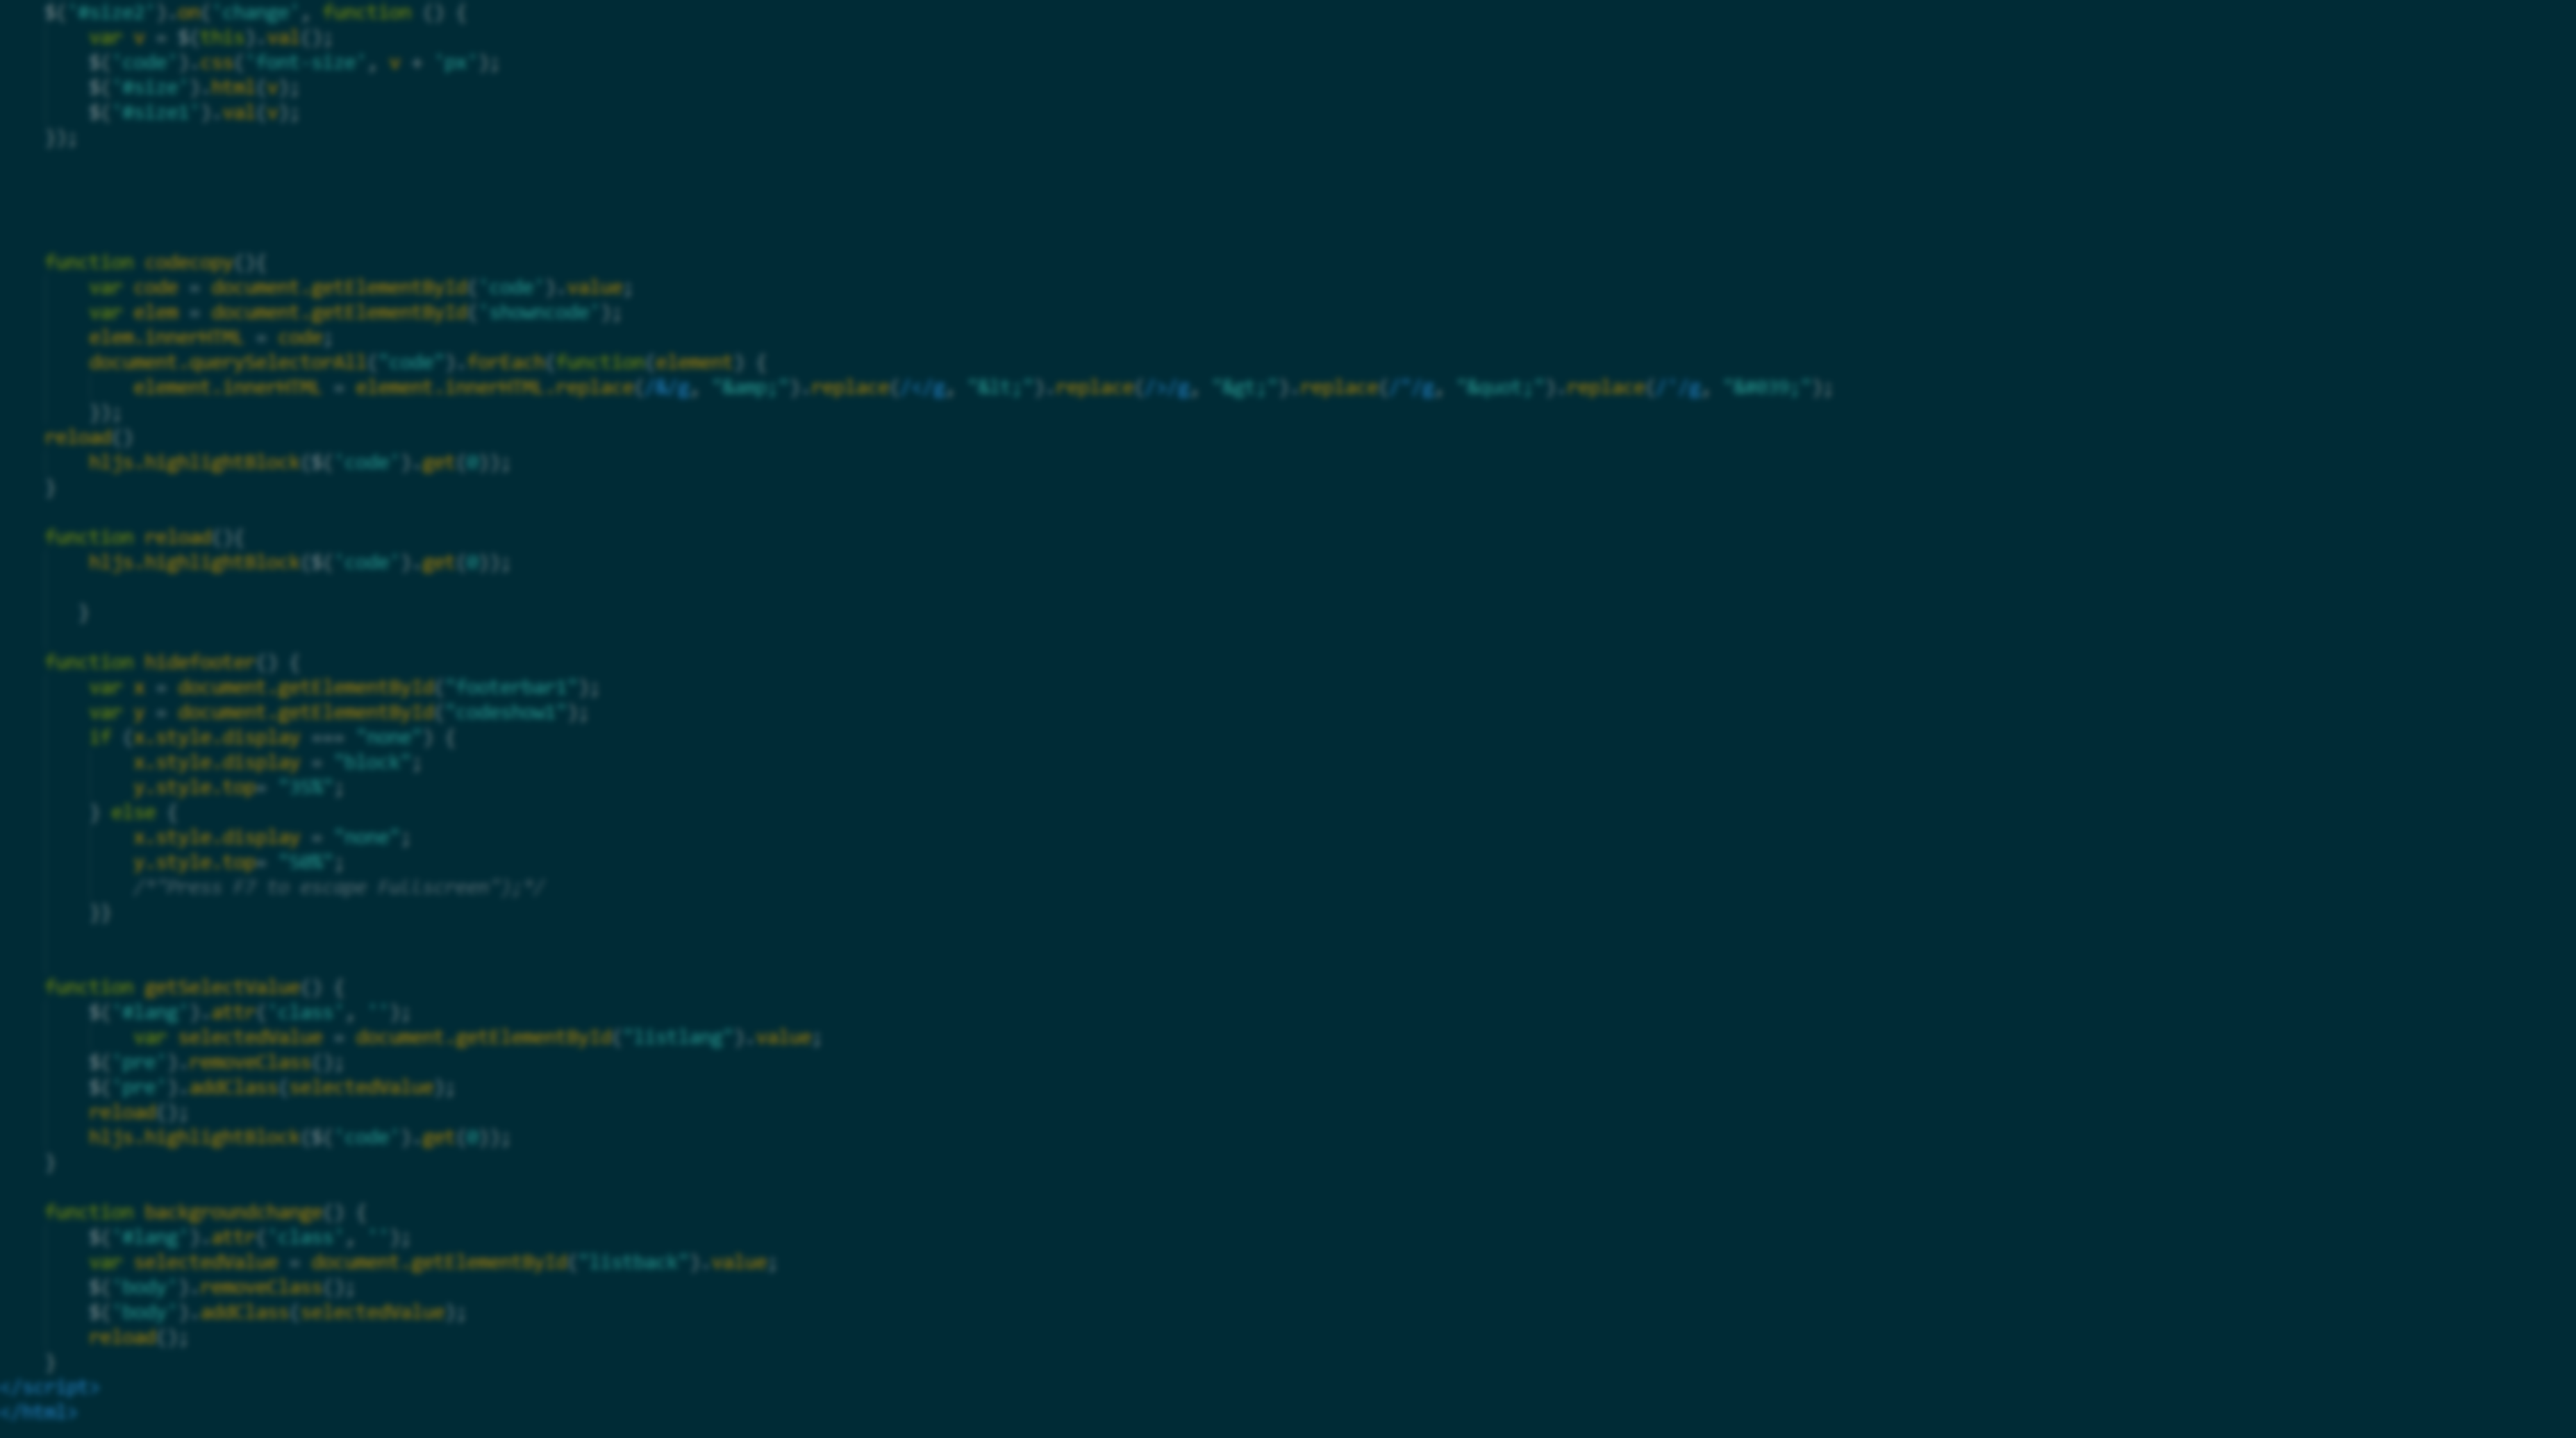 $('#size2').on('change', function () {
var v = $(this).val();
$('code').css('font-size', v + 'px');
$('#size').html(v);
$('#size1').val(v);
});
function codecopy(){
var code = document.getElementById('code').value;
var elem = document.getElementById('showncode');
elem.innerHTML = code;
document.querySelectorAll("code").forEach(function(element) {
element.innerHTML = element.innerHTML.replace(/&/g, "&amp;").replace(/</g, "&lt;").replace(/>/g, "&gt;").replace(/"/g, "&quot;").replace(/'/g, "&#039;");
});
reload()
hljs.highlightBlock($('code').get(0));
}
function reload(){
hljs.highlightBlock($('code').get(0));
}
function hidefooter() {
var x = document.getElementById("footerbar1");
var y = document.getElementById("codeshow1");
if (x.style.display === "none") {
x.style.display = "block";
y.style.top= "35%";
} else {
x.style.display = "none";
y.style.top= "50%";
/*"Press F7 to escape Fullscreen");*/
}}
function getSelectValue() {
$('#lang').attr('class', '');
var selectedValue = document.getElementById("listlang").value;
$('pre').removeClass();
$('pre').addClass(selectedValue);
reload();
hljs.highlightBlock($('code').get(0));
}
function backgroundchange() {
$('#lang').attr('class', '');
var selectedValue = document.getElementById("listback").value;
$('body').removeClass();
$('body').addClass(selectedValue);
reload();
}
</script>
</html>